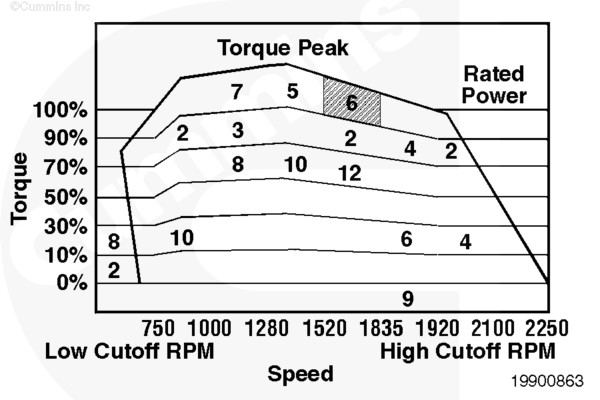 ©Cummins Inc
Torque Peak
Rated
Power
7 5 6
100%
90%
2 3 2 4 2
70%
8 10 12
50%
30%
8 10 6 4
10%
2
0%
9
Torque
750 1000 1280 1520 1835 1920 2100 2250
Low Cutoff RPM High Cutoff RPM
Speed
19900863